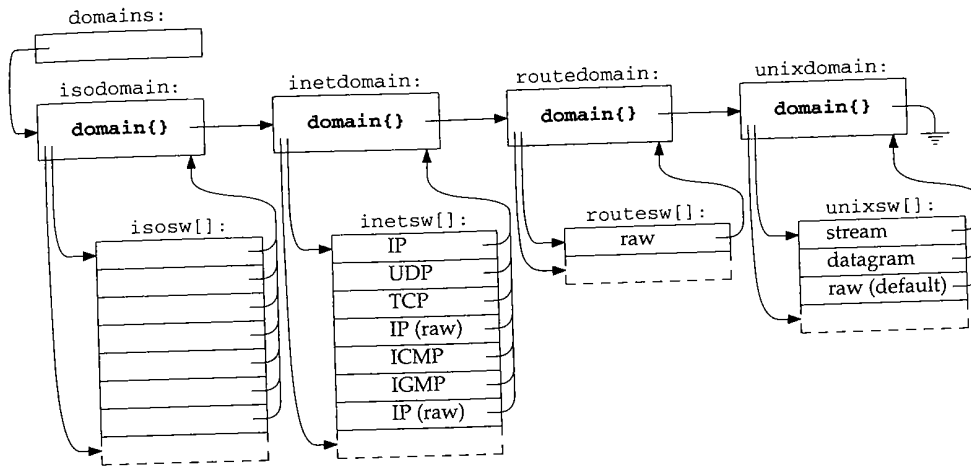 domains:
isodomain:
domain{}
inetdomain:
domain{}
routedomain:
domain{}
unixdomain:
domain{}
isosw[]:
inetsw[]:
IP
UDP
TCP
IP (raw)
ICMP
IGMP
IP (raw)
routesw[]:
raw
unixsw[]:
stream
datagram
raw (default)